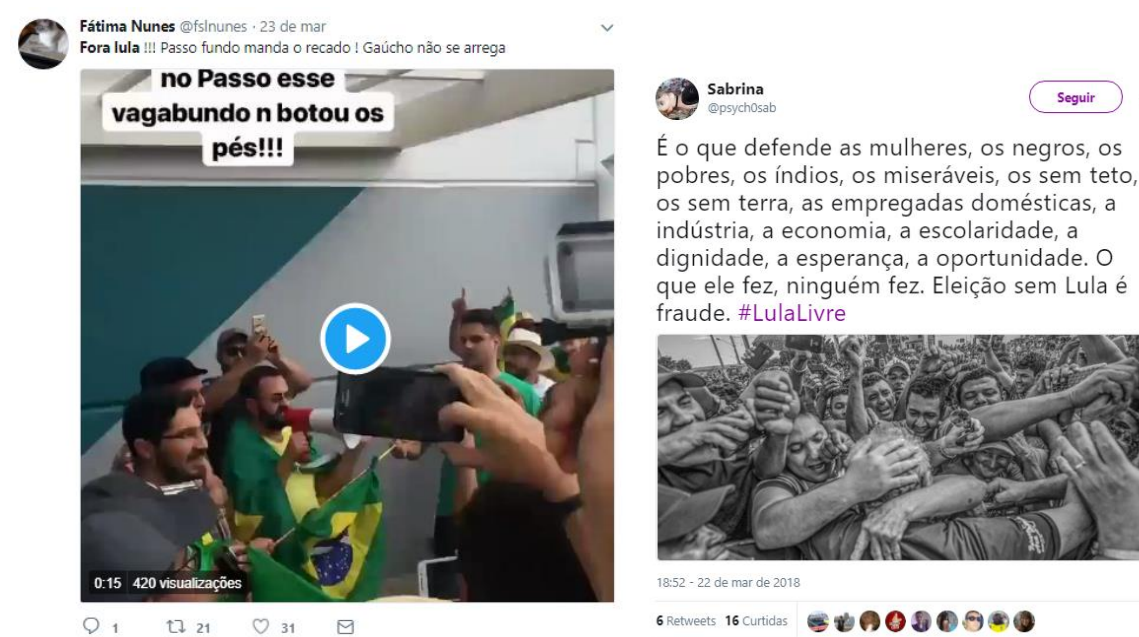 Fátima Nunes @fslnunes · 23 de mar
Fora lula !!! Passo fundo manda o recado ! Gaúcho não se arrega
no Passo esse
vagabundo n botou os
pés!!!
0:15 420 visualizações
1 21 31
Sabrina
@psych0sab
Seguir
É o que defende as mulheres, os negros, os
pobres, os índios, os miseráveis, os sem teto,
os sem terra, as empregadas domésticas, a
indústria, a economia, a escolaridade, a
dignidade, a esperança, a oportunidade. O
que ele fez, ninguém fez. Eleição sem Lula é
fraude. #LulaLivre
18:52 - 22 de mar de 2018
6 Retweets 16 Curtidas